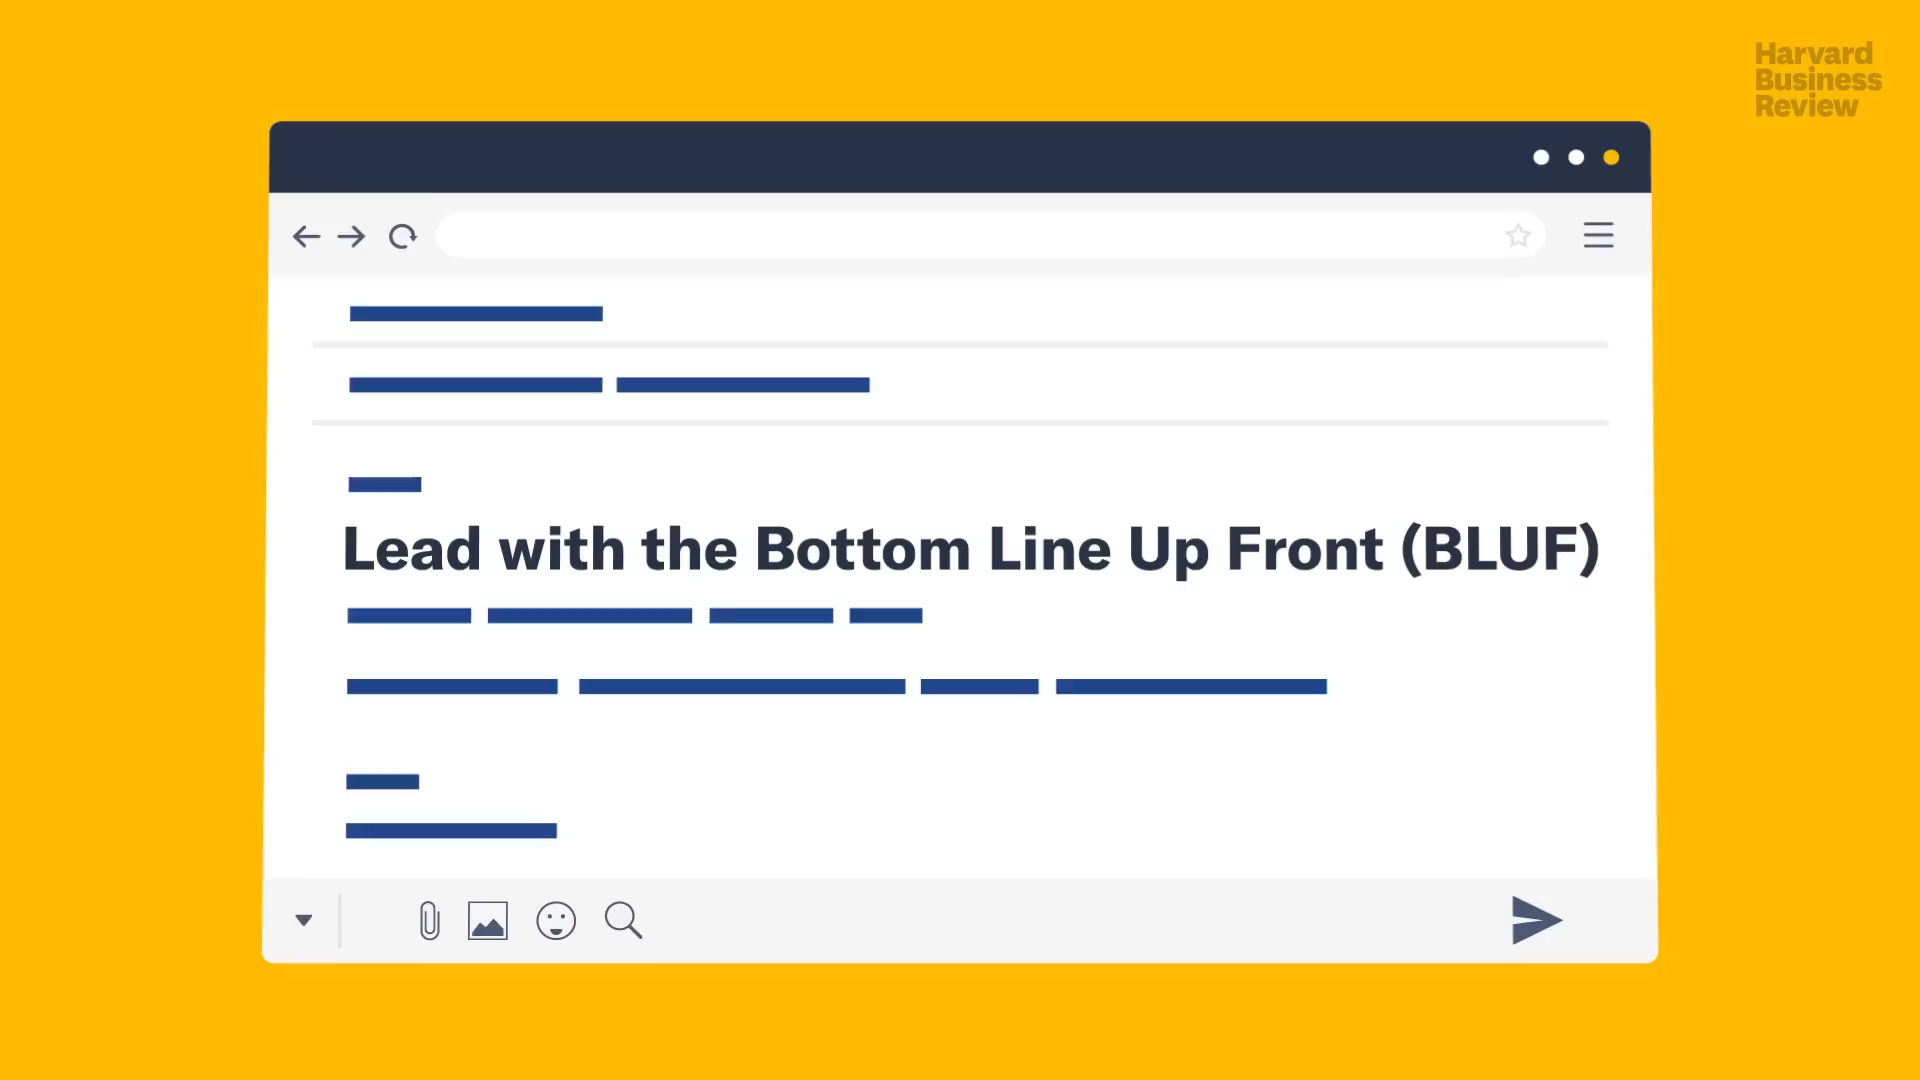 Harvard
Business
Review
Lead with the Bottom Line Up Front (BLUF)